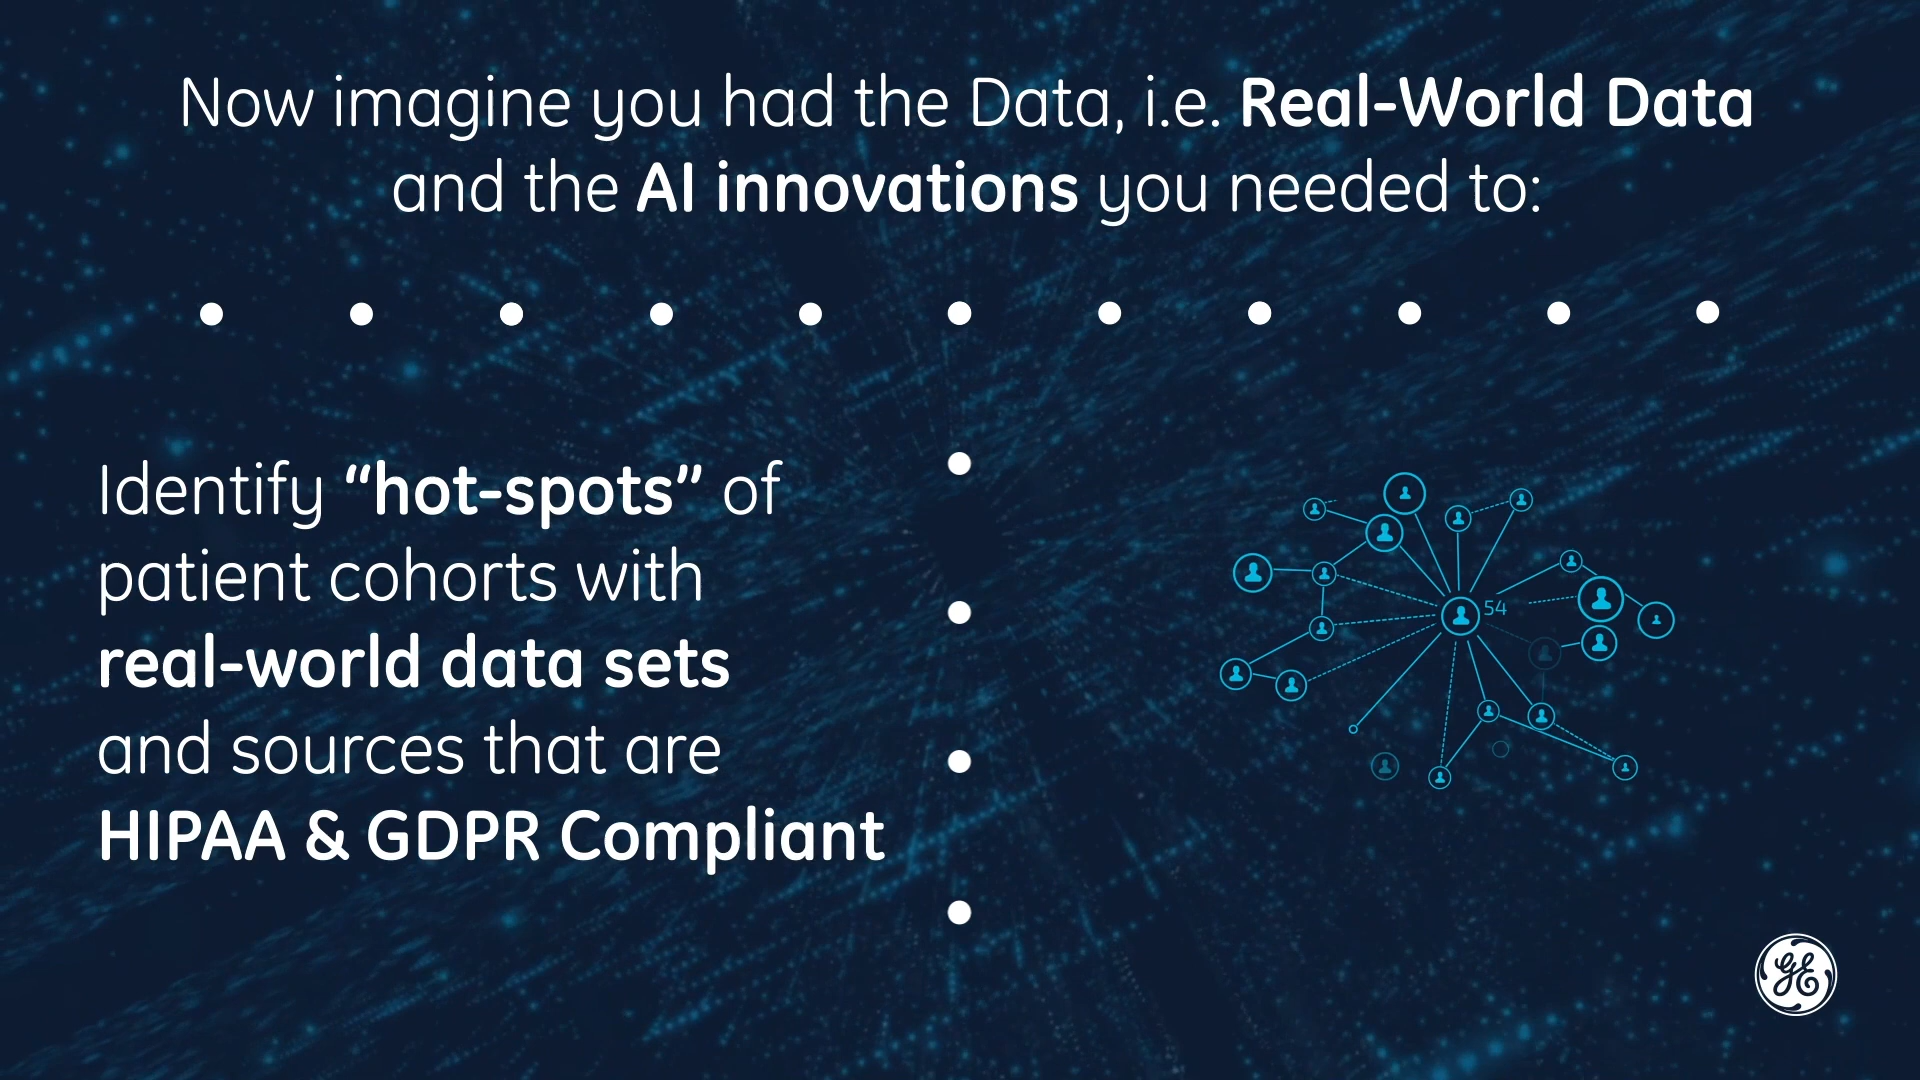 Now imagine you had the Data, i.e. Real-World Data
and the AI innovations you needed to:
Identify “hot-spots” of
patient cohorts with
real-world data sets
and sources that are
HIPAA & GDPR Compliant
54
GE